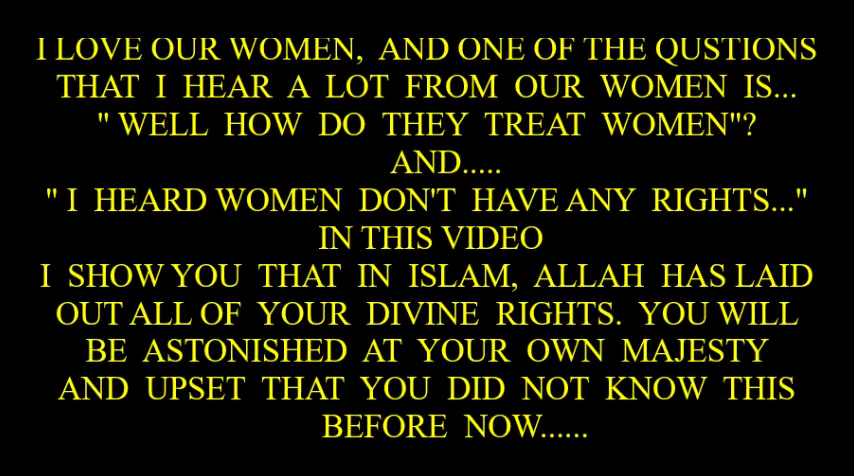 I LOVE OUR WOMEN, AND ONE OF THE QUSTIONS
THAT I HEAR A LOT FROM OUR WOMEN IS...
" WELL HOW DO THEY TREAT WOMEN"?
AND.....
" I HEARD WOMEN DON'T HAVE ANY RIGHTS..."
IN THIS VIDEO
I SHOW YOU THAT IN ISLAM, ALLAH HAS LAID
OUT ALL OF YOUR DIVINE RIGHTS. YOU WILL
BE ASTONISHED AT YOUR OWN MAJESTY
AND UPSET THAT YOU DID NOT KNOW THIS
BEFORE NOW......